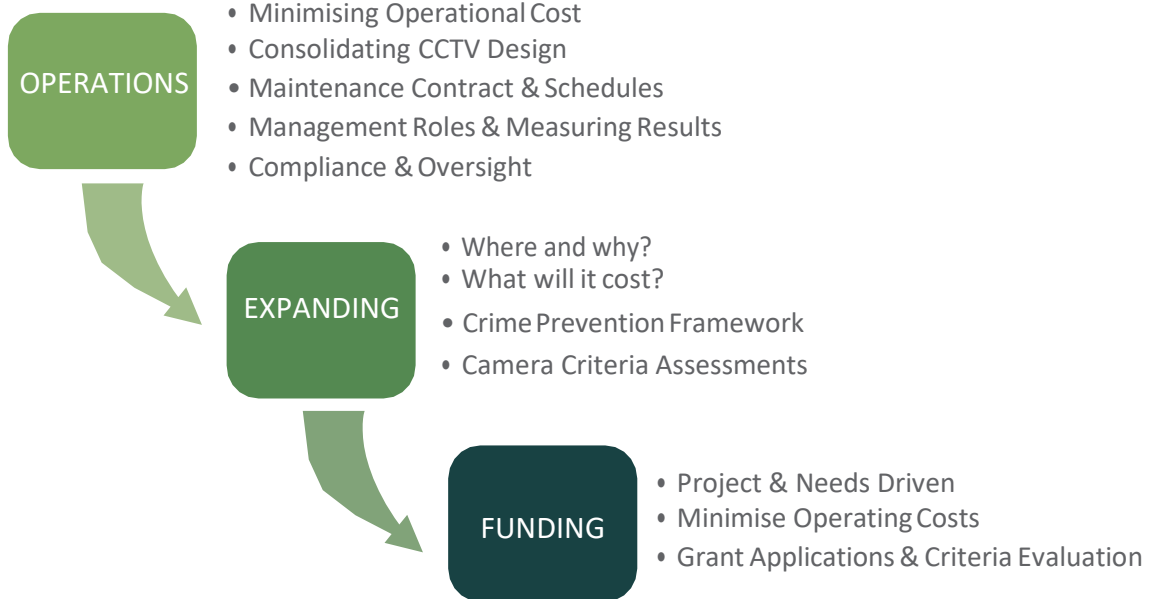 • Minimising Operational Cost
• Consolidating CCTV Design
OPERATIONS
• Maintenance Contract & Schedules
• Management Roles & Measuring Results
• Compliance & Oversight
• Where and why?
• What will it cost?
EXPANDING
• Crime Prevention Framework
• Camera Criteria Assessments
• Project & Needs Driven
• Minimise Operating Costs
FUNDING
• Grant Applications & Criteria Evaluation